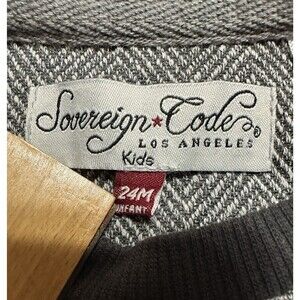 Sovereign★Code®
LOS ANGELES
Kids
24M
INFANT